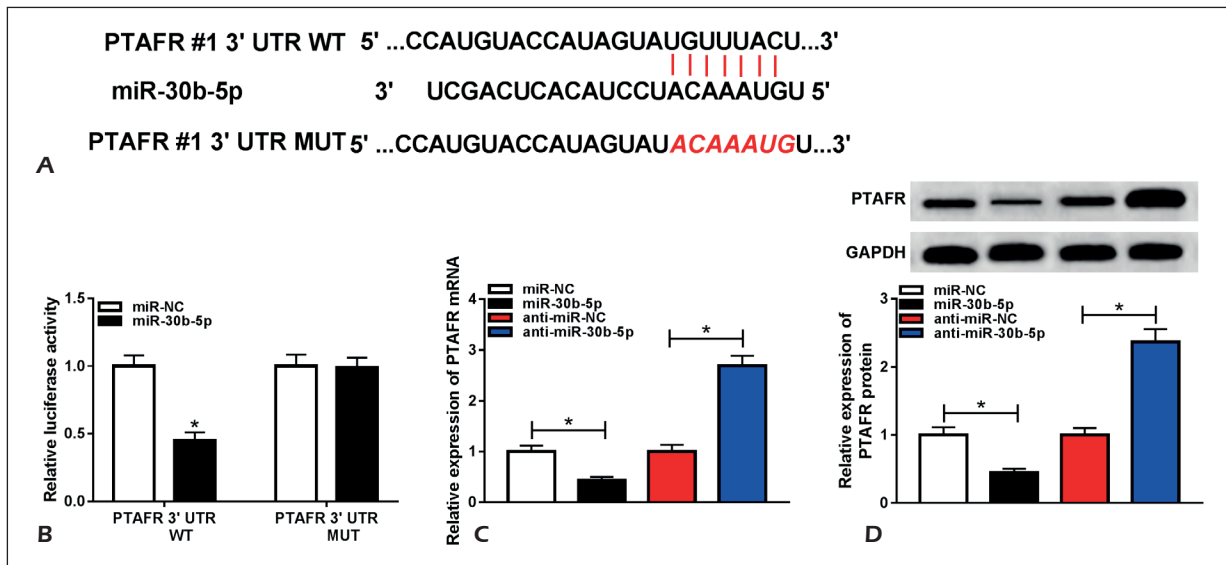 PTAFR #1 3' UTR WT 5' ...CCAUGUACCAUAGUAUGUUUACU...3'
miR-30b-5p 3' UCGACUCACAUCCUACAAAUGU 5'
PTAFR #1 3' UTR MUT 5' ...CCAUGUACCAUAGUAUACAAAUGU...3'
A
Relative luciferase activity
1.5
1.0
0.5
0.0
miR-NC
miR-30b-5p
*
PTAFR 3' UTR
WT
PTAFR 3' UTR
MUT
B
Relative expression of PTAFR mRNA
4
3
2
1
0
miR-NC
miR-30b-5p
anti-miR-NC
anti-miR-30b-5p
*
*
C
PTAFR
GAPDH
Relative expression of
PTAFR protein
3
2
1
0
miR-NC
miR-30b-5p
anti-miR-NC
anti-miR-30b-5p
*
*
D